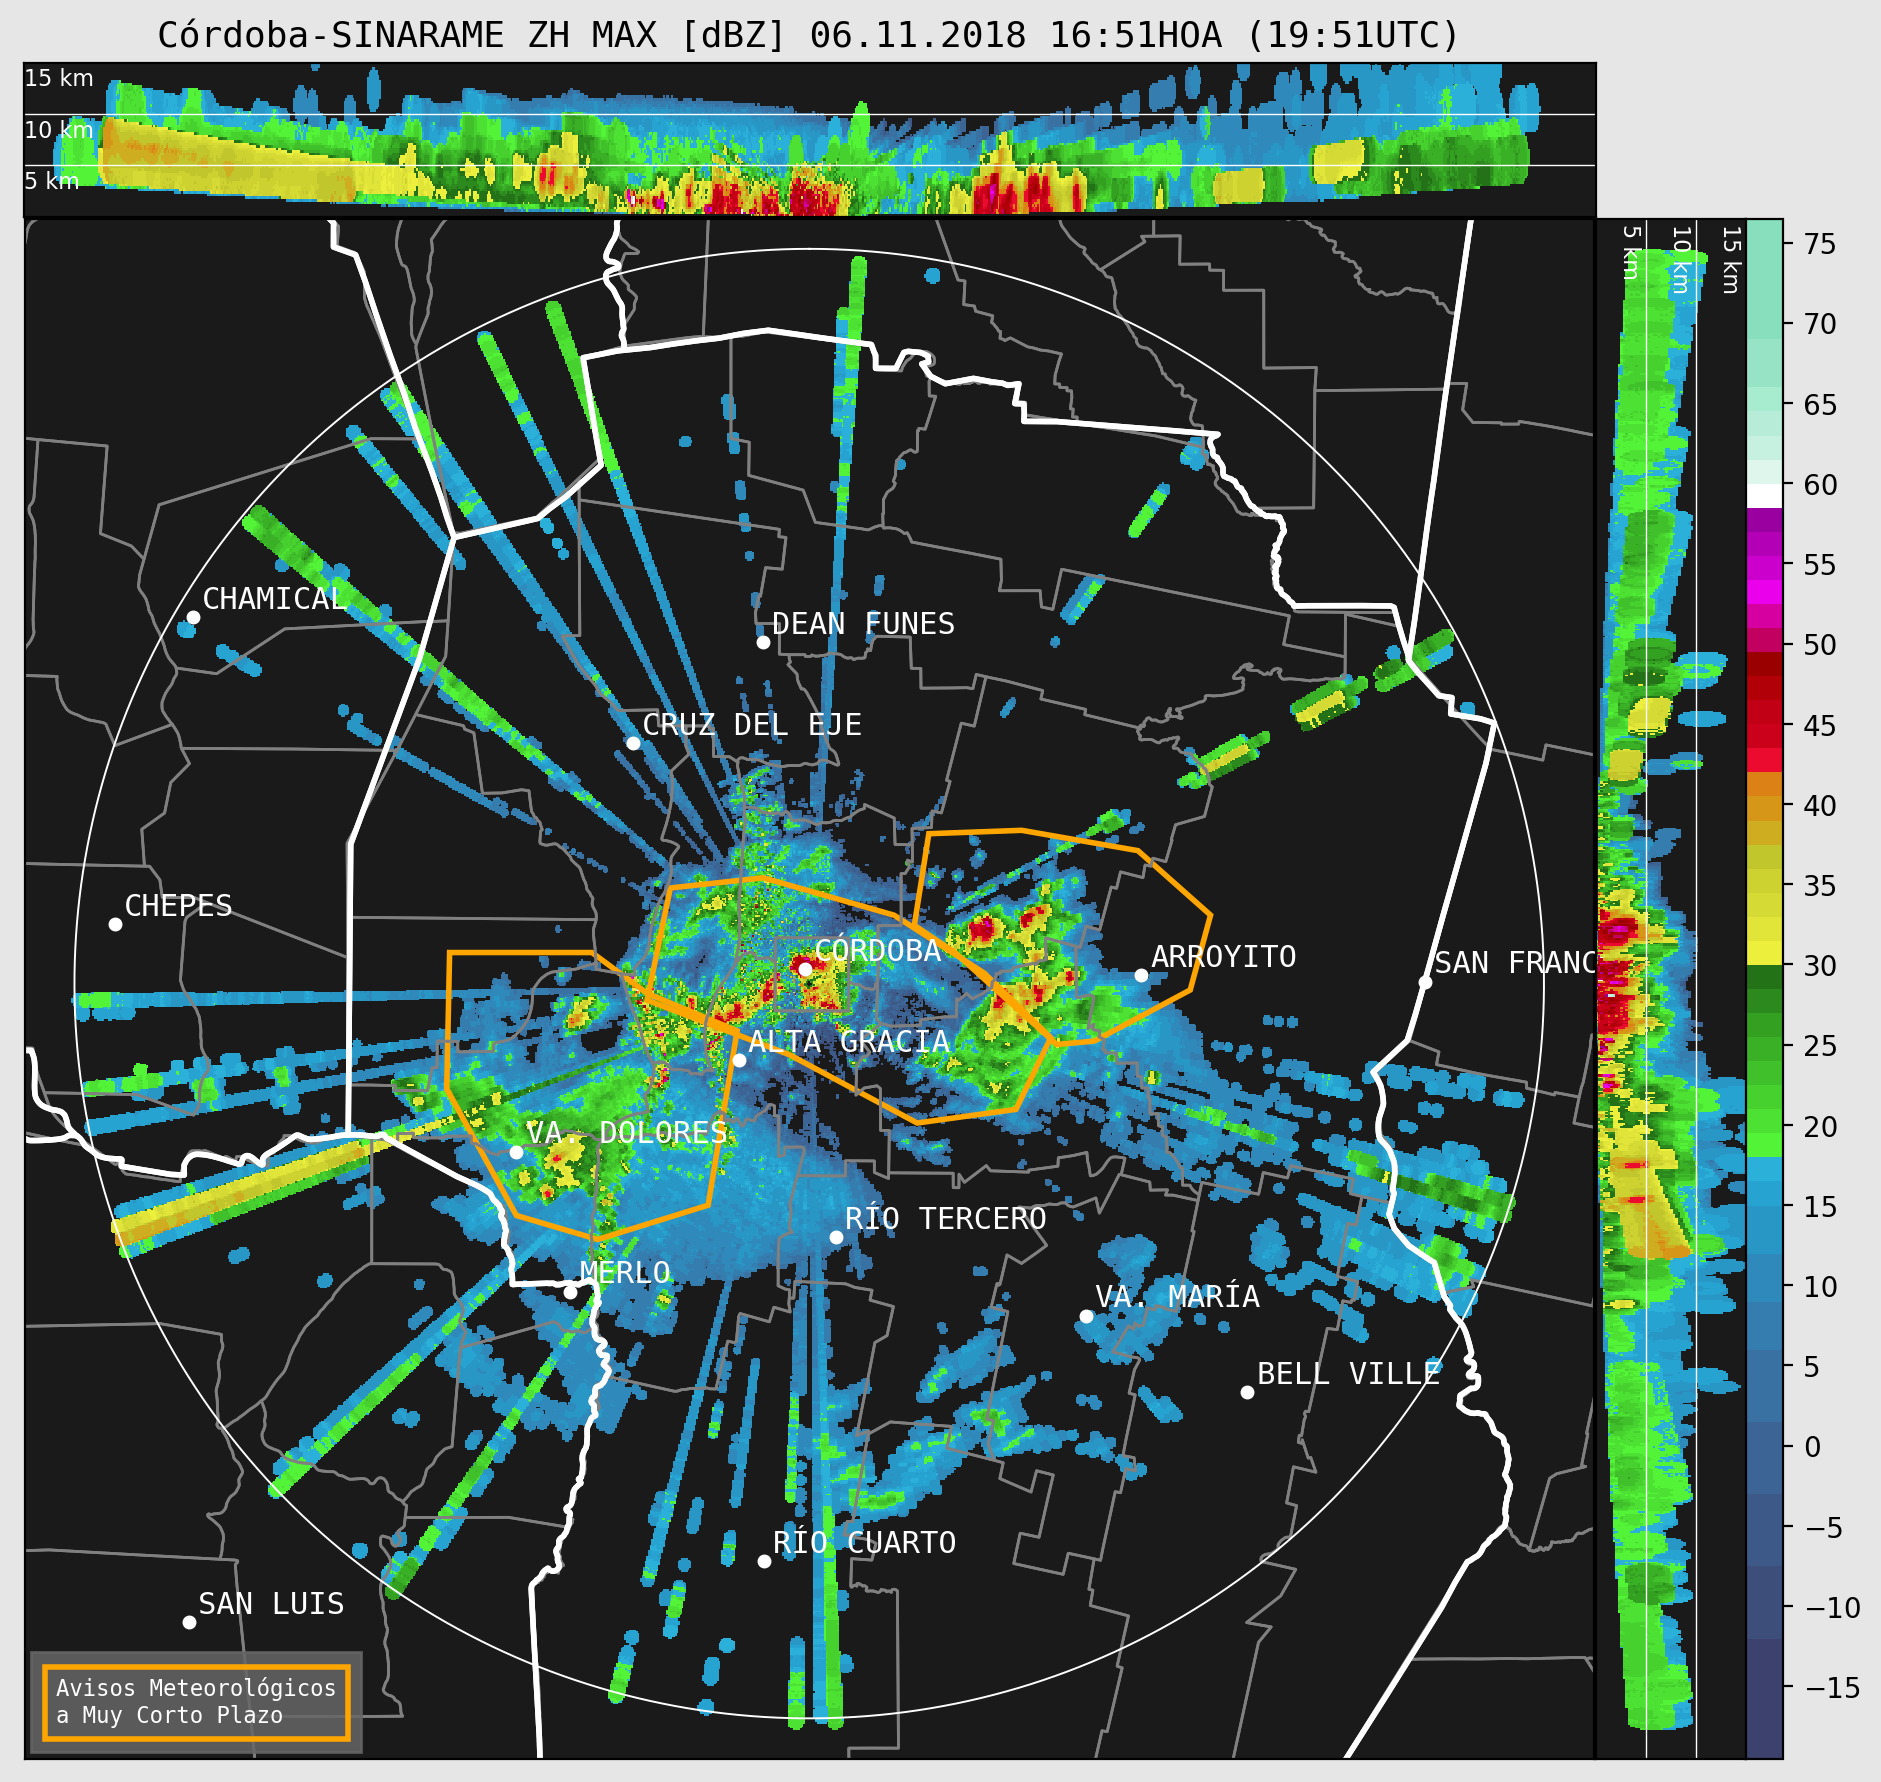 Córdoba-SINARAME ZH MAX [dBZ] 06.11.2018 16:51HOA (19:51UTC)
15 km
10 km
5 km
5 km
10 km
15 km
75
70
65
60
55
50
45
40
35
30
25
20
15
10
5
0
−5
−10
−15
CHAMICAL
DEAN FUNES
CRUZ DEL EJE
CHEPES
CÓRDOBA
ARROYITO
SAN FRANC
ALTA GRACIA
VA. DOLORES
RÍO TERCERO
MERLO
VA. MARÍA
BELL VILLE
RÍO CUARTO
SAN LUIS
Avisos Meteorológicos
a Muy Corto Plazo